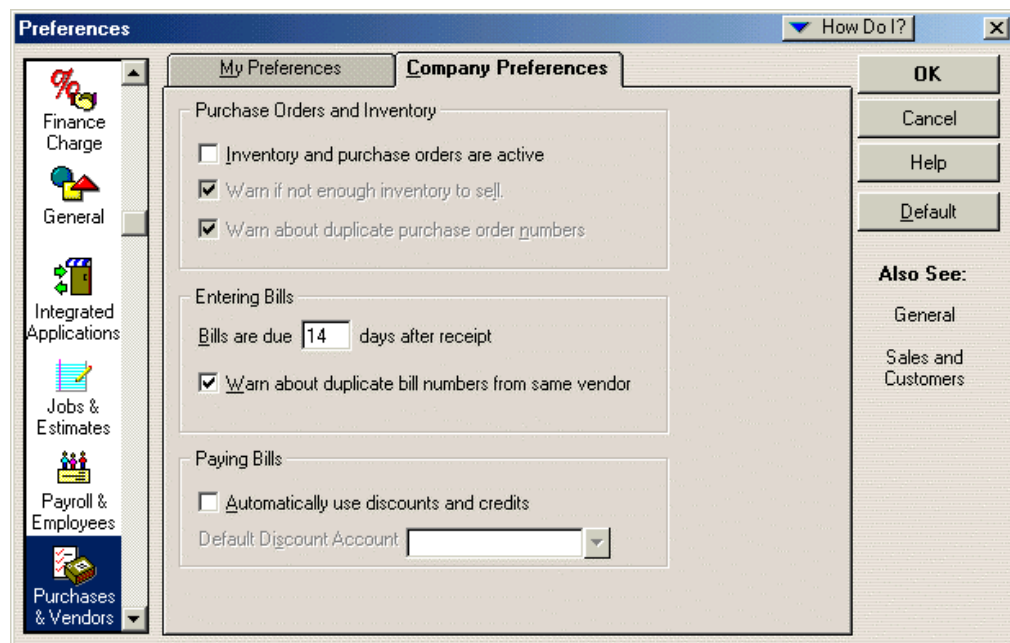 Preferences
How Do I?
My Preferences
Company Preferences
Finance
Charge
General
Integrated
Applications
Jobs &
Estimates
Payroll &
Employees
Purchases
& Vendors
Purchase Orders and Inventory
Inventory and purchase orders are active
Warn if not enough inventory to sell.
Warn about duplicate purchase order numbers
Entering Bills
Bills are due 14 days after receipt
Warn about duplicate bill numbers from same vendor
Paying Bills
Automatically use discounts and credits
Default Discount Account
OK
Cancel
Help
Default
Also See:
General
Sales and
Customers